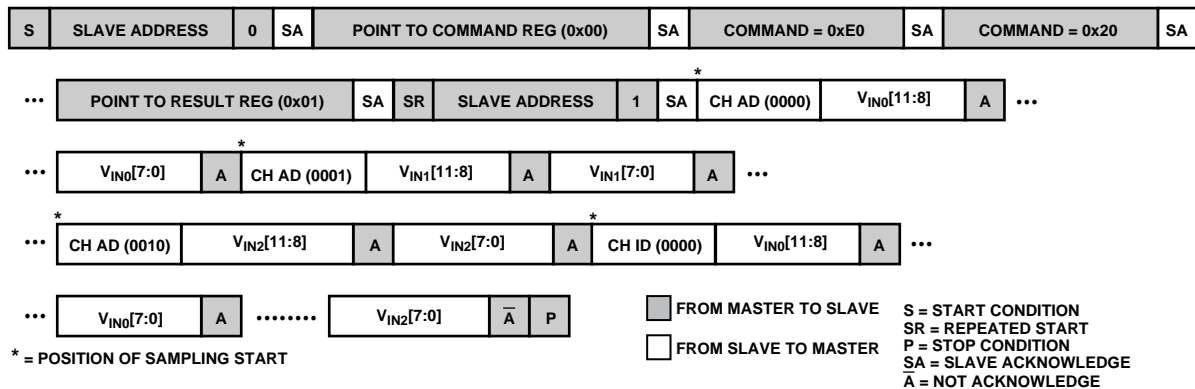 S SLAVE ADDRESS 0 SA POINT TO COMMAND REG (0x00) SA COMMAND = 0xE0 SA COMMAND = 0x20 SA
*
••• POINT TO RESULT REG (0x01) SA SR SLAVE ADDRESS 1 SA CH AD (0000) VIN0[11:8] A •••
*
••• VIN0[7:0] A CH AD (0001) VIN1[11:8] A VIN1[7:0] A •••
* *
••• CH AD (0010) VIN2[11:8] A VIN2[7:0] A CH ID (0000) VIN0[11:8] A •••
••• VIN0[7:0] A •••••••• VIN2[7:0] A̅ P
* = POSITION OF SAMPLING START
FROM MASTER TO SLAVE
FROM SLAVE TO MASTER
S = START CONDITION
SR = REPEATED START
P = STOP CONDITION
SA = SLAVE ACKNOWLEDGE
A̅ = NOT ACKNOWLEDGE